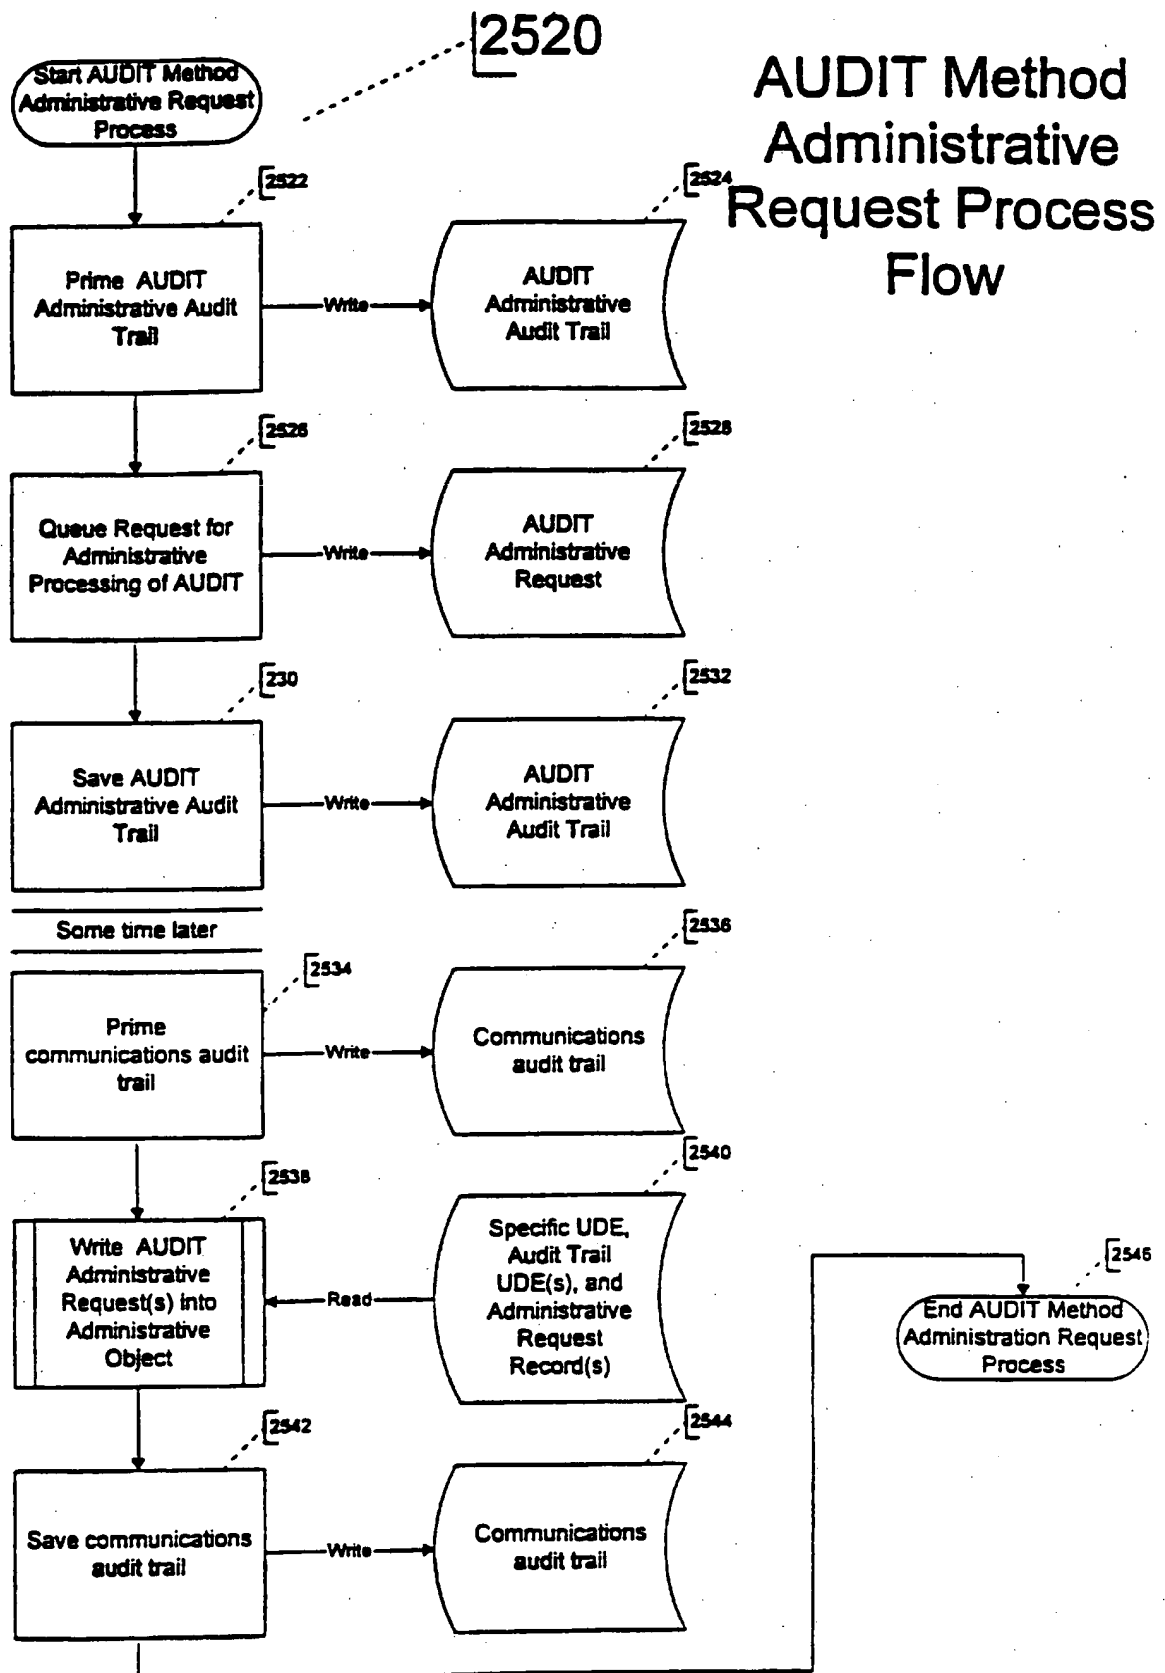 2520
AUDIT Method
Administrative
Request Process
Flow
Start AUDIT Method
Administrative Request
Process
2522
Prime AUDIT
Administrative Audit
Trail
Write
2524
AUDIT
Administrative
Audit Trail
2526
Queue Request for
Administrative
Processing of AUDIT
Write
2528
AUDIT
Administrative
Request
230
Save AUDIT
Administrative Audit
Trail
Write
2532
AUDIT
Administrative
Audit Trail
Some time later
2534
Prime
communications audit
trail
Write
2536
Communications
audit trail
2538
Write AUDIT
Administrative
Request(s) into
Administrative
Object
Read
2540
Specific UDE,
Audit Trail
UDE(s), and
Administrative
Request
Record(s)
2542
Save communications
audit trail
Write
2544
Communications
audit trail
2546
End AUDIT Method
Administration Request
Process